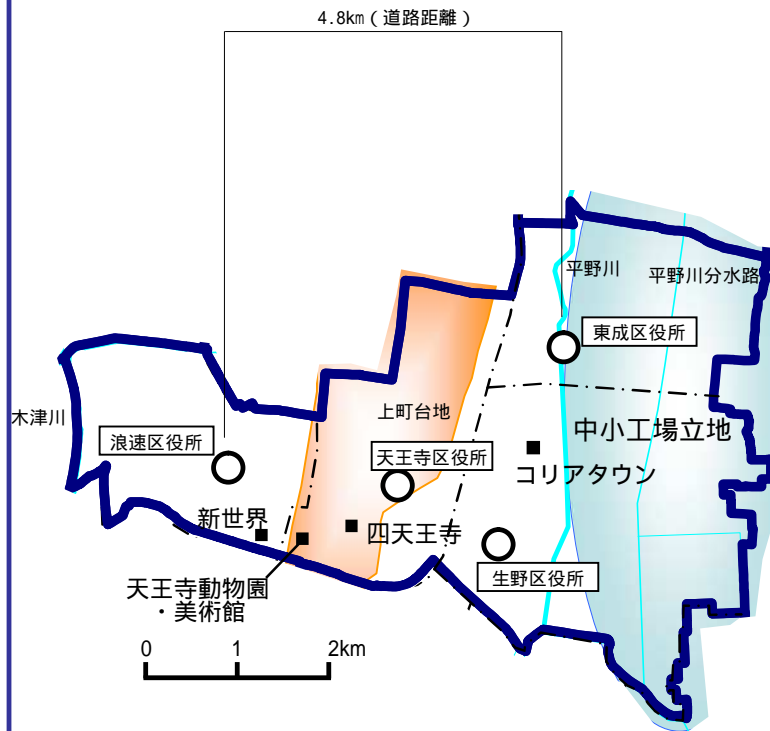 4.8km（道路距離）
平野川
平野川分水路
東成区役所
上町台地
木津川
中小工場立地
浪速区役所
天王寺区役所
コリアタウン
新世界
四天王寺
生野区役所
天王寺動物園
・美術館
0 1 2km